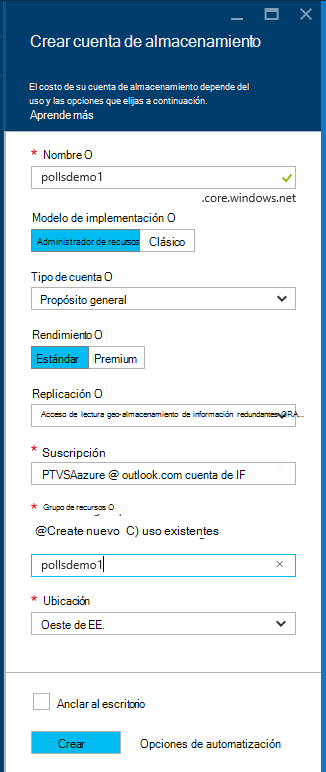 Crear cuenta de almacenamiento
El costo de su cuenta de almacenamiento depende del
uso y las opciones que elijas a continuación.
Aprende más
* Nombre O
pollsdemo1
.core.windows.net
Modelo de implementación O
Administrador de recursos Clásico
Tipo de cuenta O
Propósito general
Rendimiento O
Estándar Premium
Replicación O
Acceso de lectura geo-almacenamiento de información redundantes
* Suscripción
PTVSAazure @ outlook.com cuenta de IF
* Grupo de recursos O
@Create nuevo C) uso existentes
pollsdemo1
* Ubicación
Oeste de EE.
Anclar al escritorio
Crear Opciones de automatización